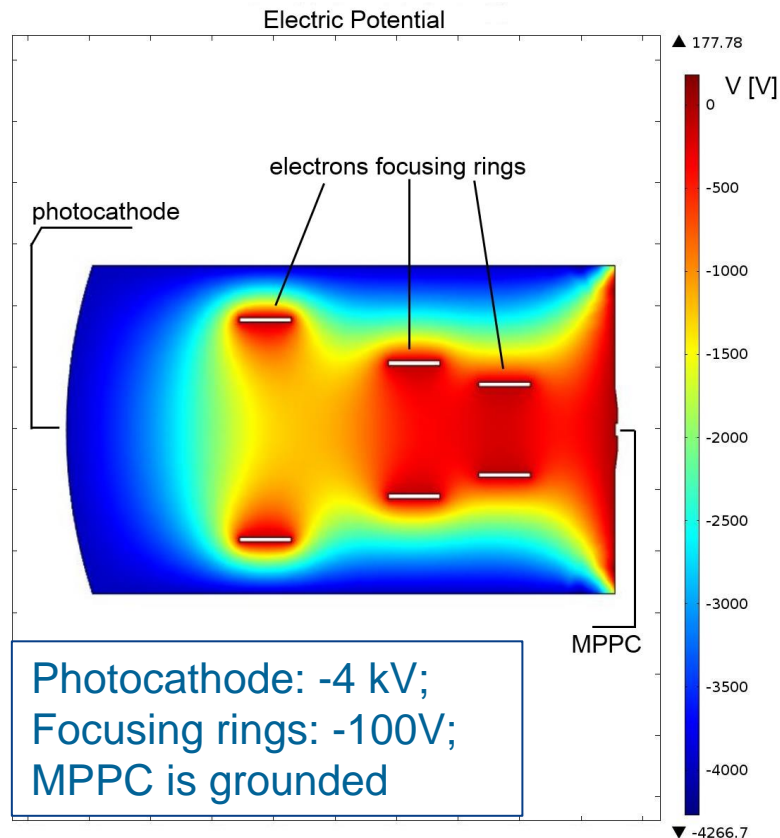 Electric Potential
▲ 177.78
V [V]
0
electrons focusing rings
-500
photocathode
-1000
-1500
-2000
-2500
-3000
MPPC
-3500
Photocathode: -4 kV;
Focusing rings: -100V;
MPPC is grounded
-4000
▼ -4266.7